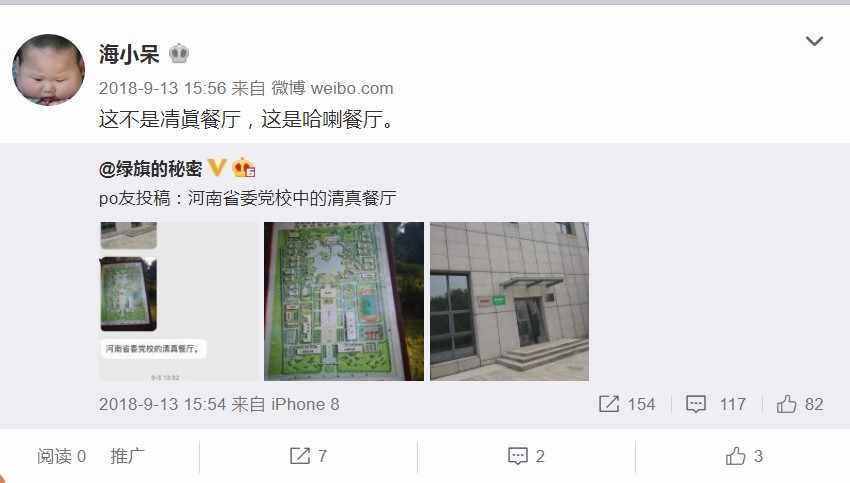 海小呆
2018-9-13 15:56 来自 微博 weibo.com
这不是清眞餐厅，这是哈喇餐厅。
@绿旗的秘密
po友投稿：河南省委党校中的清真餐厅
河南省委党校的清真餐厅。
9-5 13:32
2018-9-13 15:54 来自 iPhone 8
154 117 82
阅读 0 推广 7 2 3